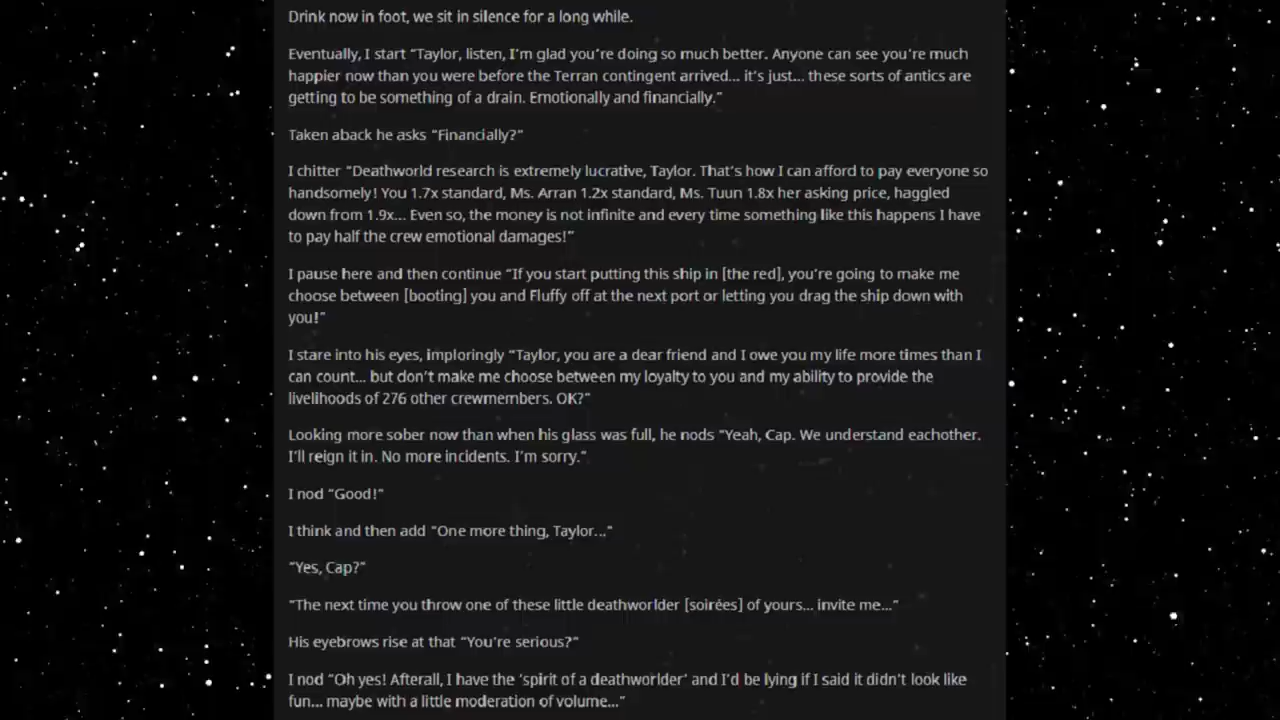 Drink now in foot, we sit in silence for a long while.
Eventually, I start “Taylor, listen, I’m glad you’re doing so much better. Anyone can see you’re much
happier now than you were before the Terran contingent arrived... it’s just... these sorts of antics are
getting to be something of a drain. Emotionally and financially.”
Taken aback he asks “Financially?”
I chitter “Deathworld research is extremely lucrative, Taylor. That’s how I can afford to pay everyone so
handsomely! You 1.7x standard, Ms. Arran 1.2x standard, Ms. Tuun 1.8x her asking price, haggled
down from 1.9x... Even so, the money is not infinite and every time something like this happens I have
to pay half the crew emotional damages!”
I pause here and then continue “If you start putting this ship in [the red], you’re going to make me
choose between [booting] you and Fluffy off at the next port or letting you drag the ship down with
you!”
I stare into his eyes, imploringly “Taylor, you are a dear friend and I owe you my life more times than I
can count... but don’t make me choose between my loyalty to you and my ability to provide the
livelihoods of 276 other crewmembers. OK?”
Looking more sober now than when his glass was full, he nods “Yeah, Cap. We understand eachother.
I’ll reign it in. No more incidents. I’m sorry.”
I nod “Good!”
I think and then add “One more thing, Taylor...”
“Yes, Cap?”
“The next time you throw one of these little deathworlder [soirées] of yours... invite me...”
His eyebrows rise at that “You’re serious?”
I nod “Oh yes! Afterall, I have the ‘spirit of a deathworlder’ and I’d be lying if I said it didn’t look like
fun... maybe with a little moderation of volume...”